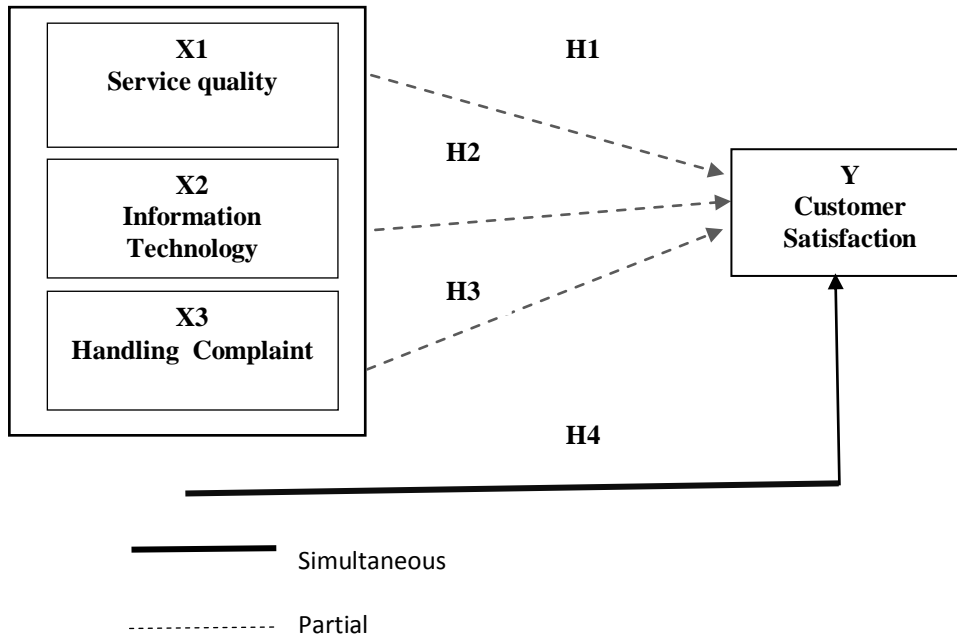 X1
Service quality
H1
H2
X2
Information
Technology
Y
Customer
Satisfaction
H3
X3
Handling Complaint
H4
Simultaneous
Partial